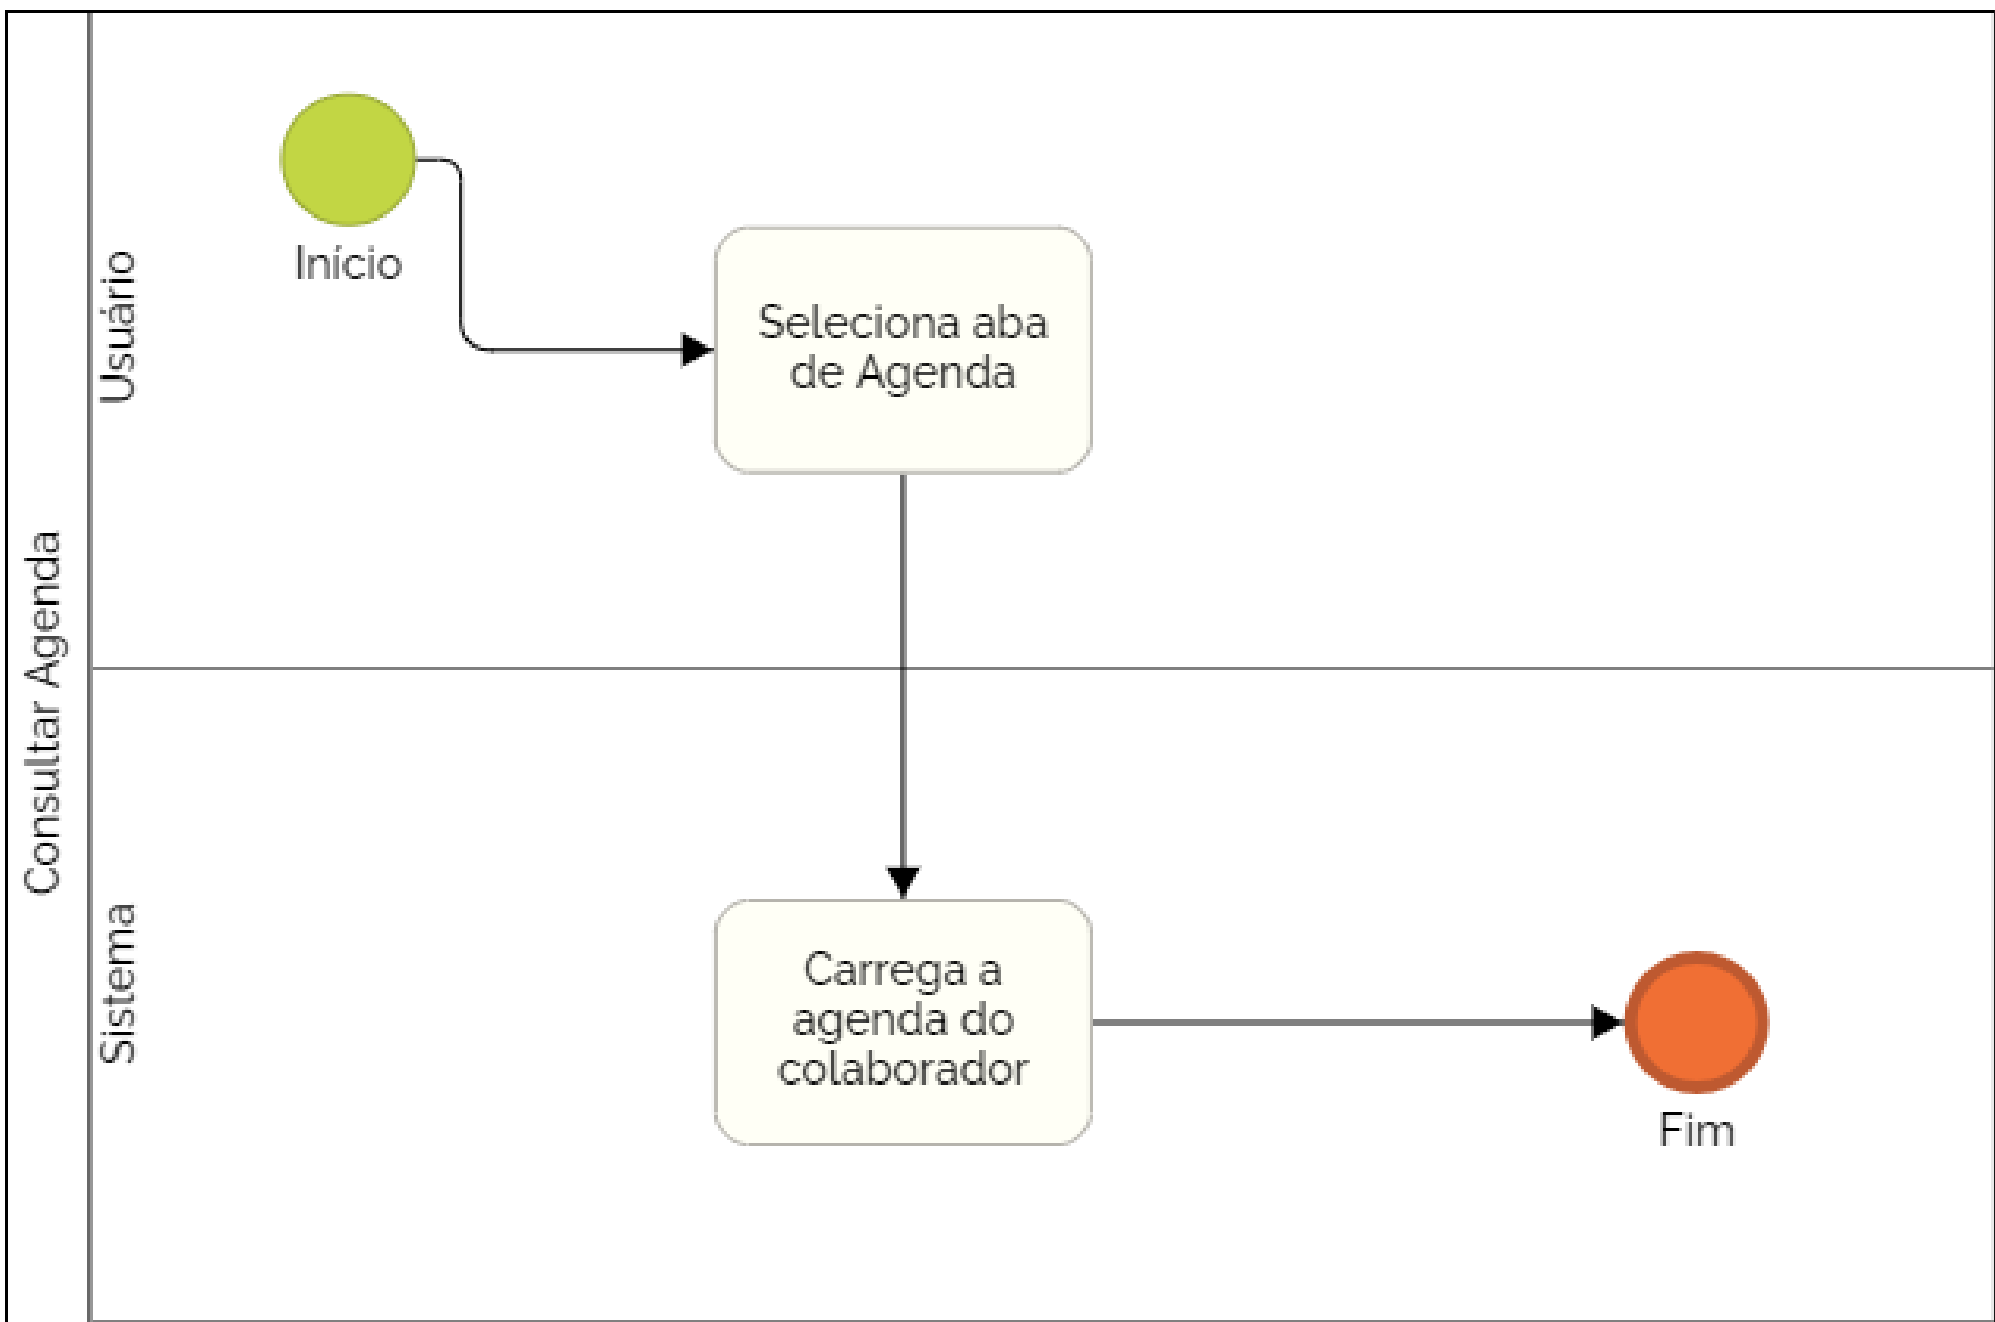 Consultar Agenda
Usuário
Início
Seleciona aba
de Agenda
Sistema
Carrega a
agenda do
colaborador
Fim